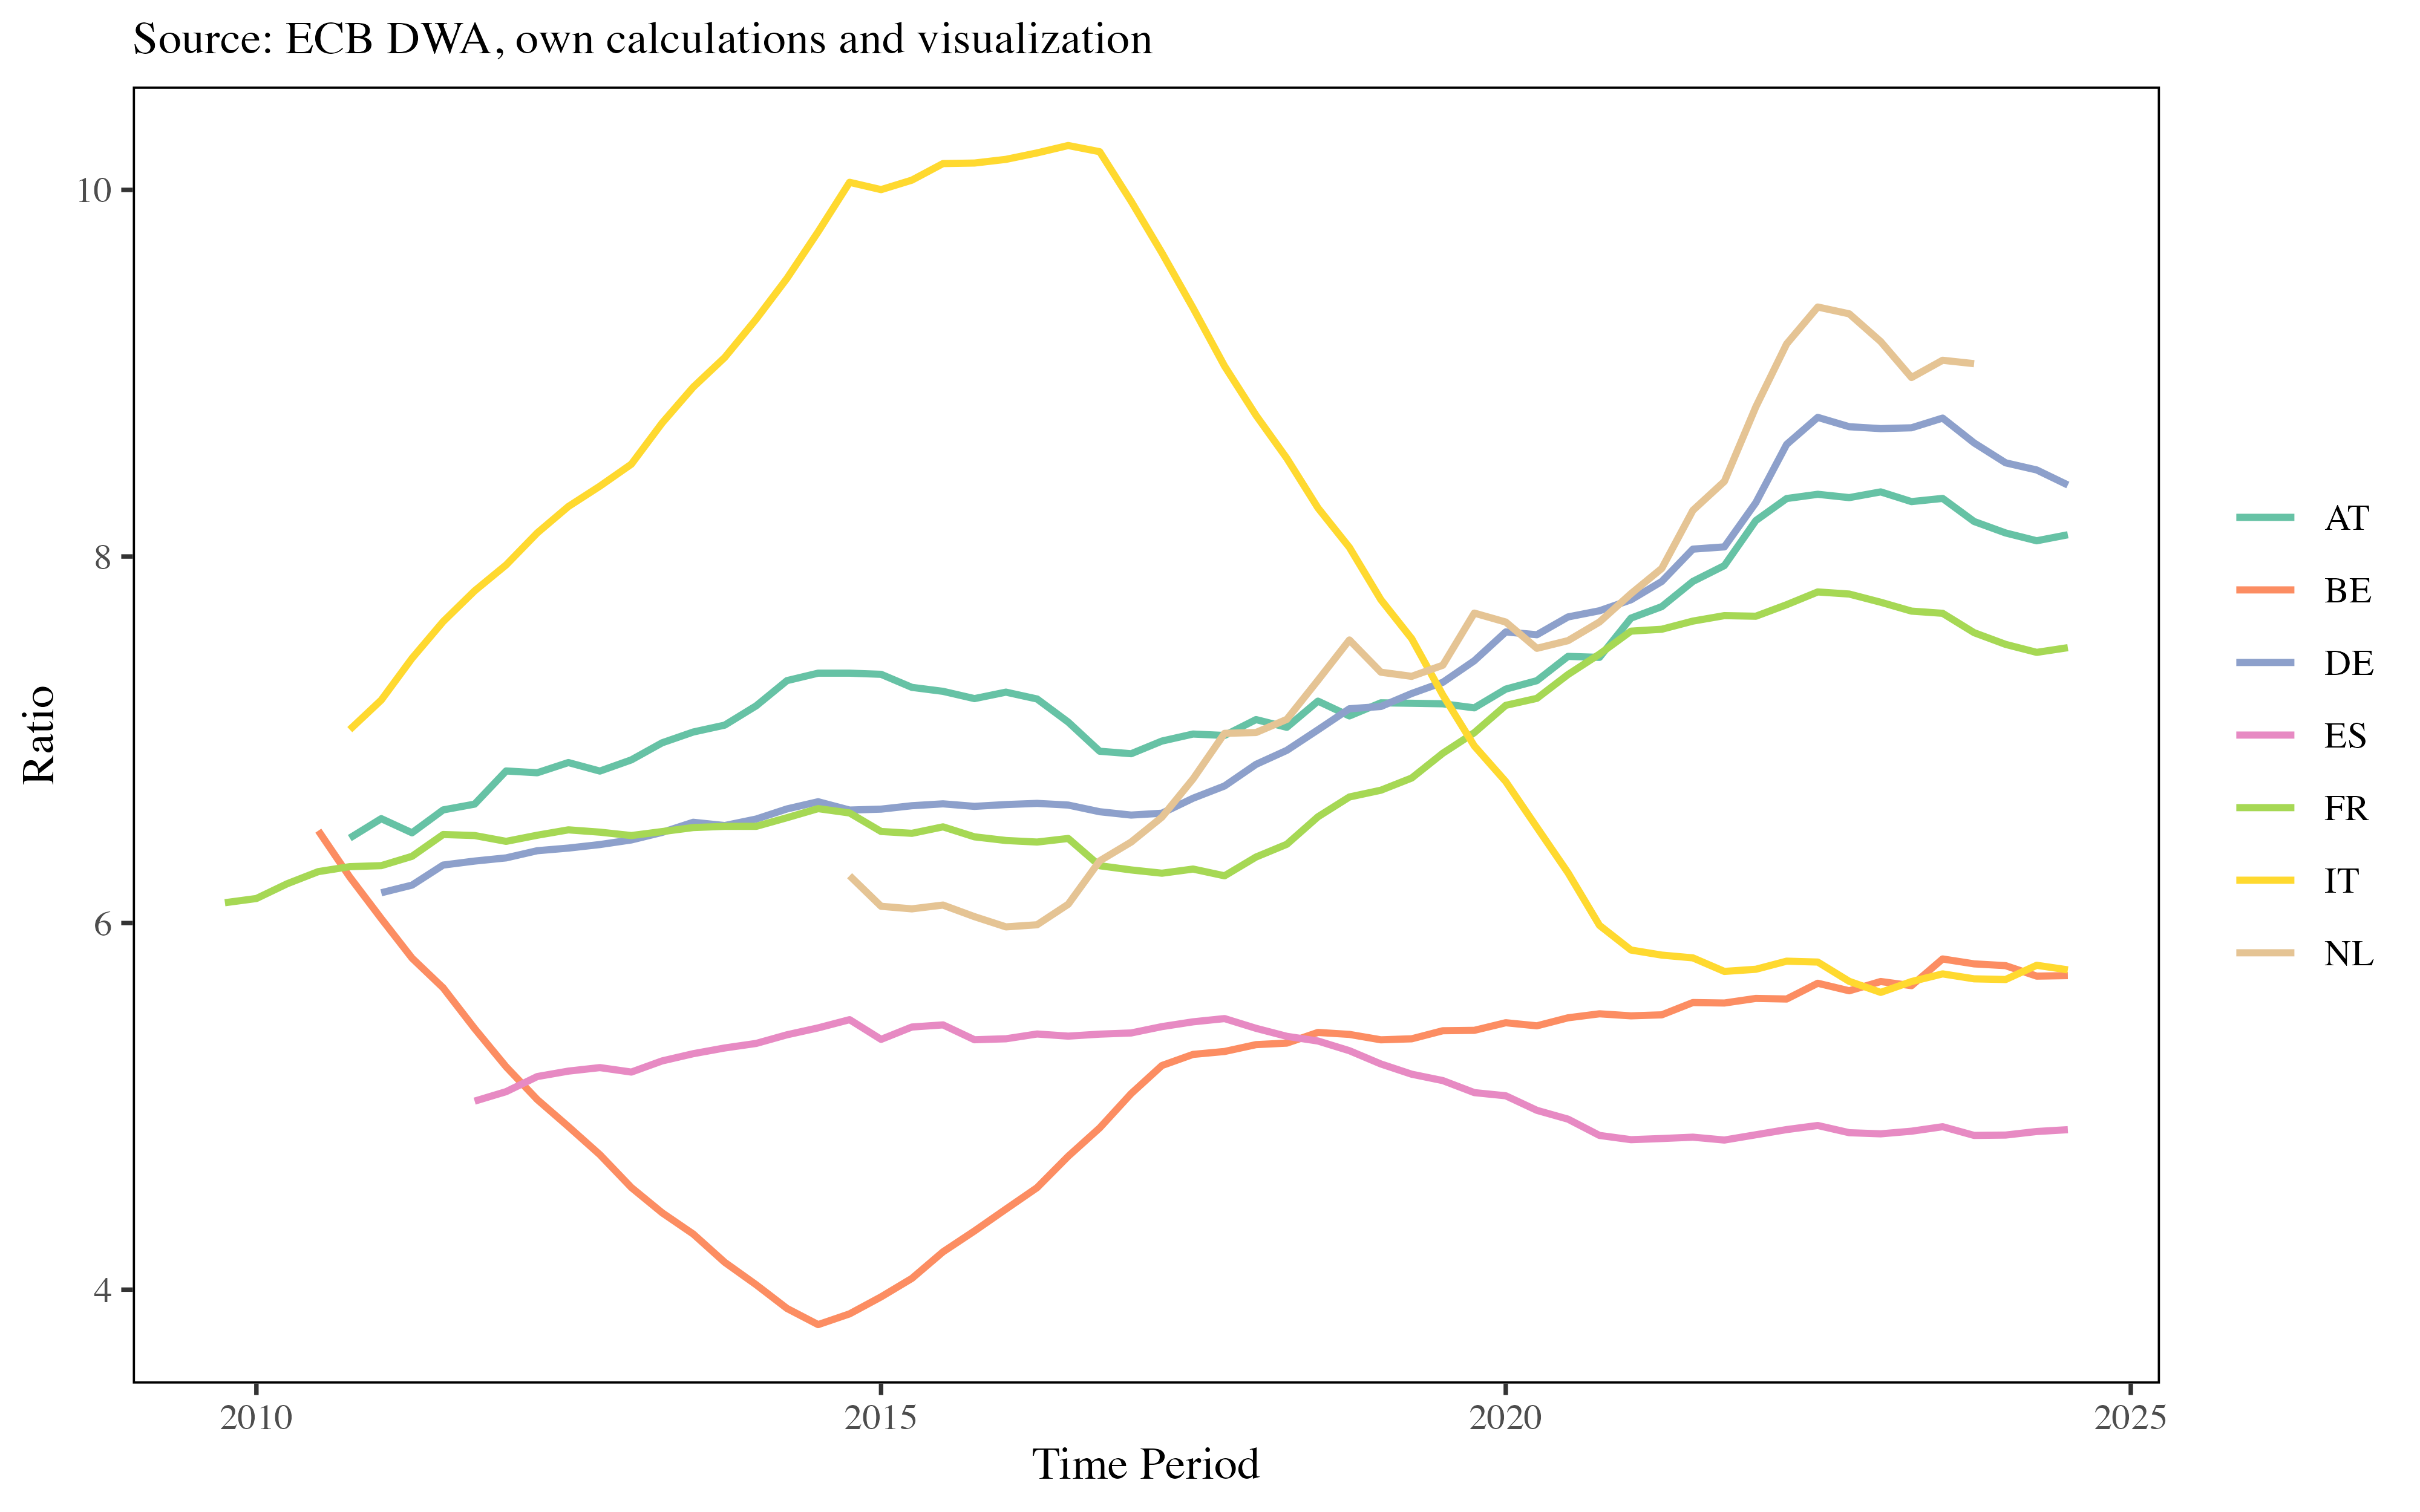 Source: ECB DWA, own calculations and visualization
10
8
6
4
Ratio
2010
2015
2020
2025
Time Period
AT
BE
DE
ES
FR
IT
NL